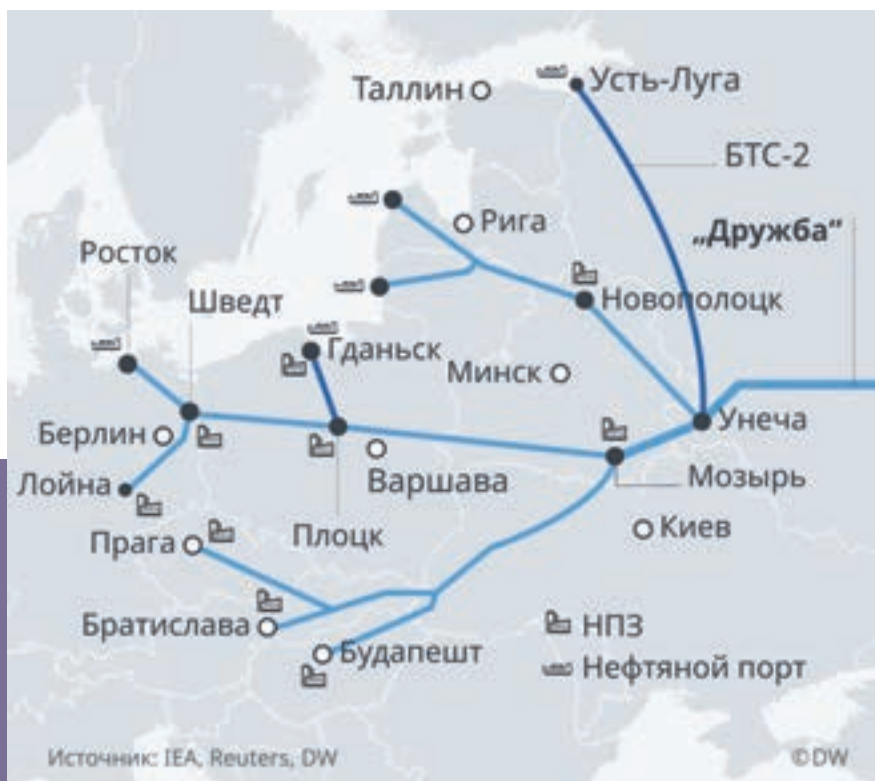 Таллин
Усть-Луга
БТС-2
Рига
„Дружба“
Росток
Шведт
Новополоцк
Гданьск
Минск
Унеча
Берлин
Варшава
Мозырь
Лойна
Плоцк
Киев
Прага
Братислава
Будапешт
НПЗ
Нефтяной порт
Источник: IEA, Reuters, DW
©DW